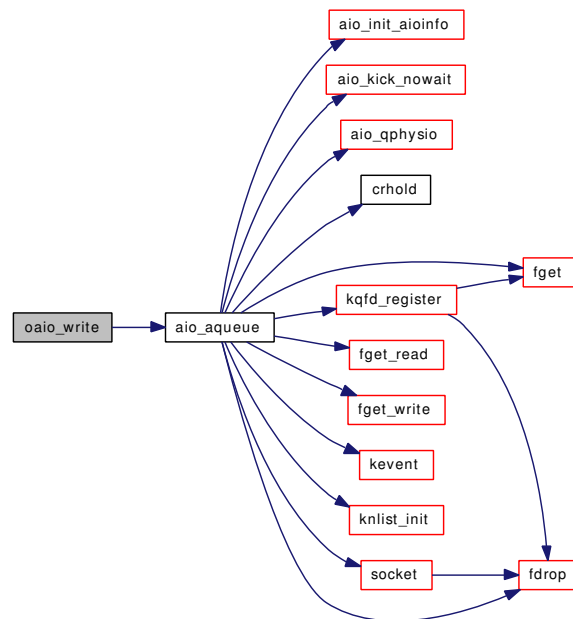 aio_init_aioinfo
aio_kick_nowait
aio_qphysio
crhold
fget
oaio_write
aio_aqueue
kqfd_register
fget_read
fget_write
kevent
knlist_init
socket
fdrop